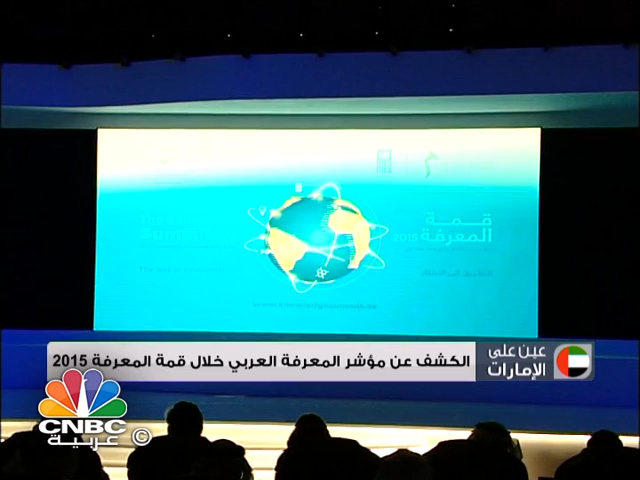 قمة
المعرفة 2015
الكشف عن مؤشر المعرفة العربي خلال قمة المعرفة 2015
عين على
الإمارات
CNBC
عربية ©